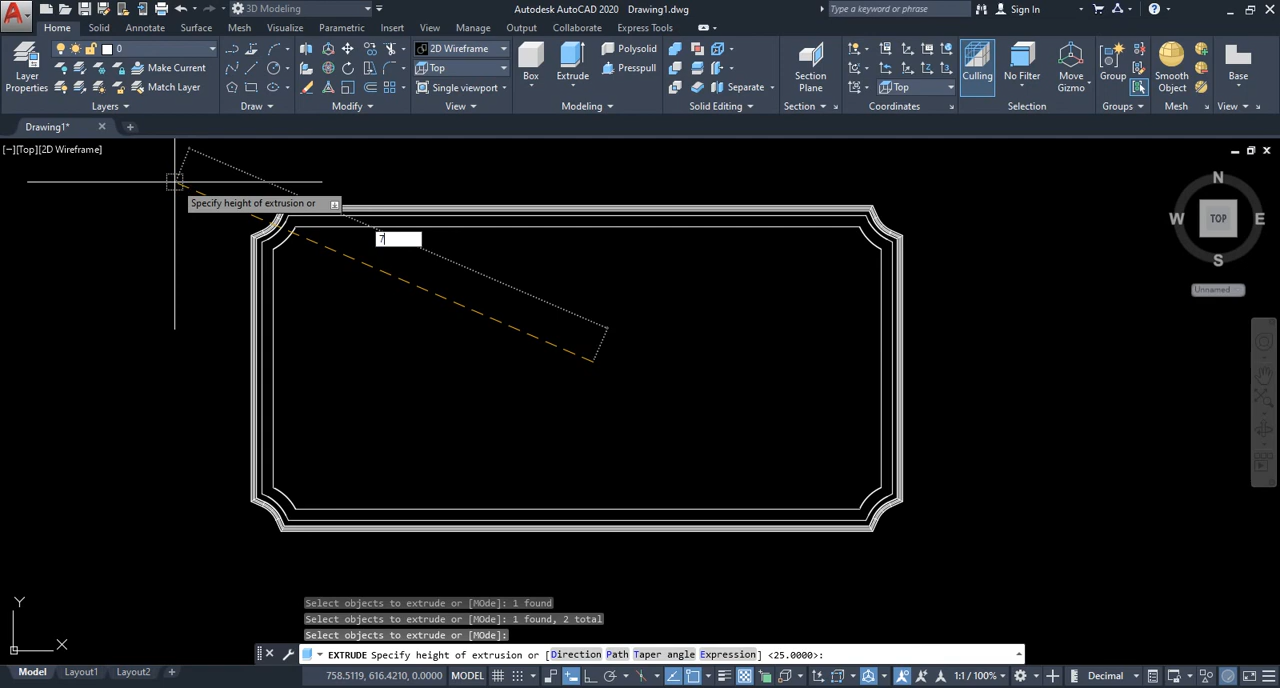 3D Modeling
Autodesk AutoCAD 2020 Drawing1.dwg
Type a keyword or phrase
Sign In
Home Solid Surface Mesh Visualize Parametric Insert Annotate View Manage Output Collaborate Express Tools
Layer Properties
0
Make Current
Match Layer
2D Wireframe
Top
Single viewport
Box
Extrude
Polysolid
Presspull
Separate
Section Plane
Top
Culling
No Filter
Move Gizmo
Group
Smooth Object
Base
Layers
Draw
Modify
View
Modeling
Solid Editing
Section
Coordinates
Selection
Groups
Mesh
View
Drawing1*
[−][Top][2D Wireframe]
N
W TOP E
S
Unnamed
Specify height of extrusion or
7
Y
X
Select objects to extrude or [MOde]: 1 found
Select objects to extrude or [MOde]: 1 found, 2 total
Select objects to extrude or [MOde]:
EXTRUDE Specify height of extrusion or [Direction Path Taper angle Expression] <25.0000>:
Model Layout1 Layout2
758.5119, 616.4210, 0.0000 MODEL
1:1 / 100%
Decimal